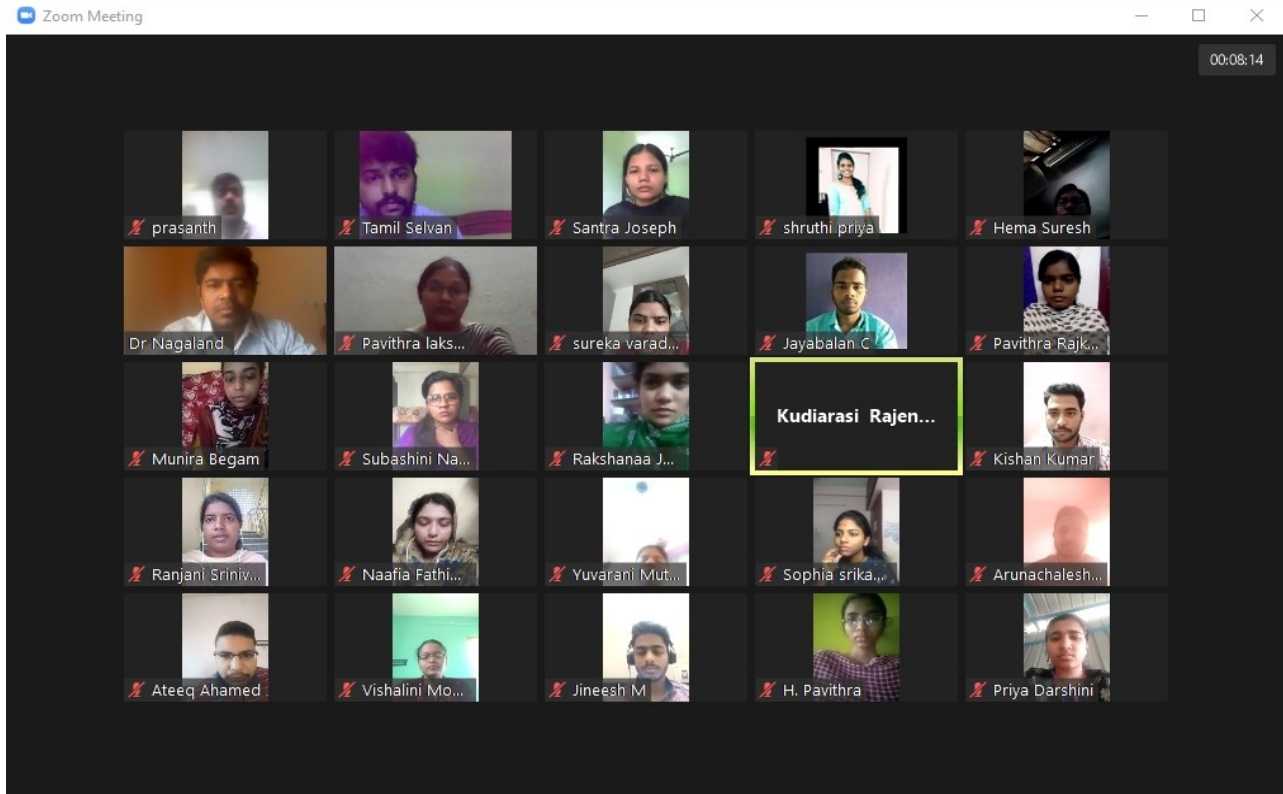 Zoom Meeting
00:08:14
prasanth
Tamil Selvan
Santra Joseph
shruthi priya
Hema Suresh
Dr Nagaland
Pavithra laks...
sureka varad...
Jayabalan C
Pavithra Rajk...
Munira Begam
Subashini Na...
Rakshanaa J...
Kudiarasi Rajen...
Kishan Kumar
Ranjani Sriniv...
Naafia Fathi...
Yuvarani Mut...
Sophia srika...
Arunachalesh...
Ateeq Ahamed
Vishalini Mo...
Jineesh M
H. Pavithra
Priya Darshini